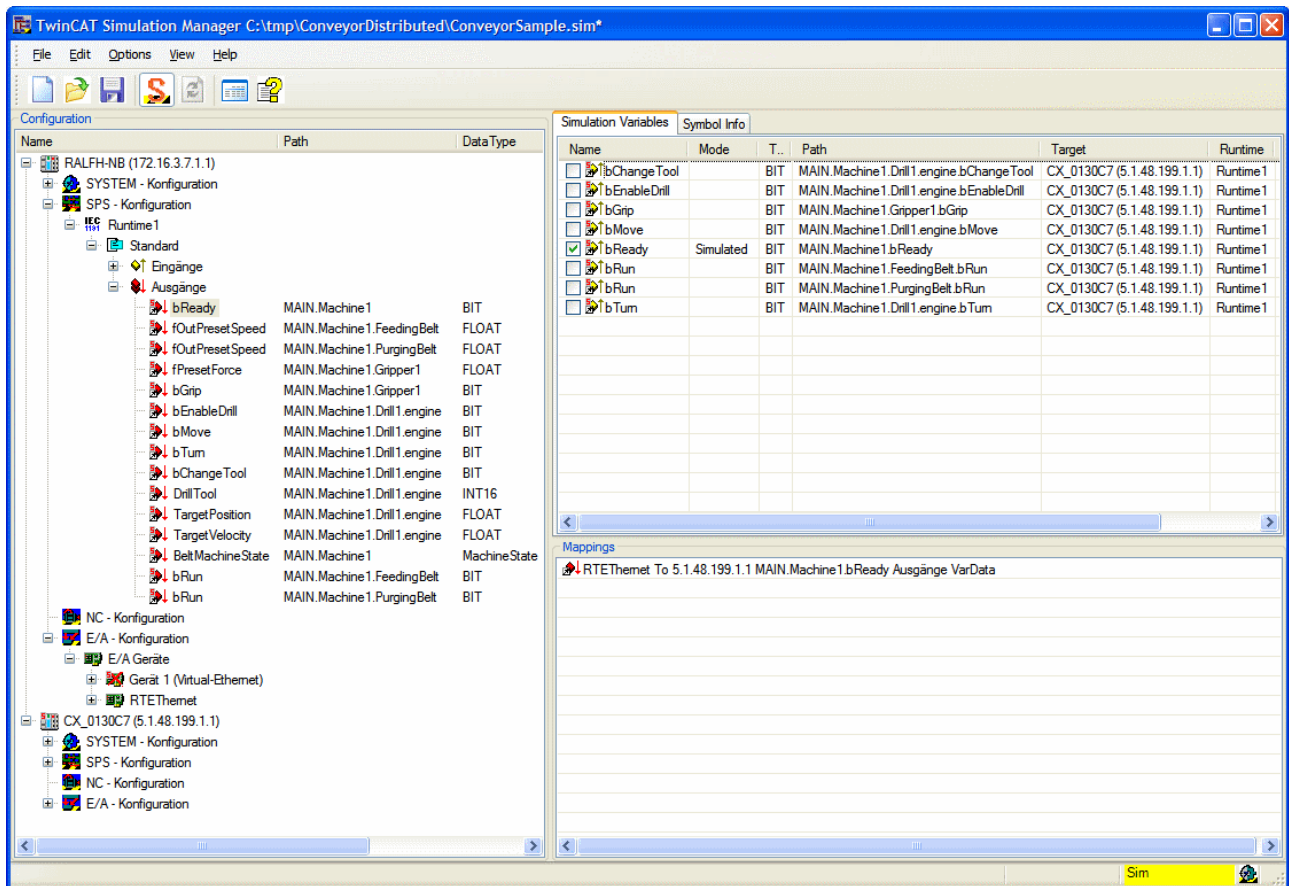 TwinCAT Simulation Manager C:\tmp\ConveyorDistributed\ConveyorSample.sim*
File Edit Options View Help
Configuration
Name Path DataType
RALFH-NB (172.16.3.7.1.1)
SYSTEM - Konfiguration
SPS - Konfiguration
IEC 1131 Runtime1
Standard
Eingänge
Ausgänge
bReady MAIN.Machine1 BIT
fOutPresetSpeed MAIN.Machine1.FeedingBelt FLOAT
fOutPresetSpeed MAIN.Machine1.PurgingBelt FLOAT
fPresetForce MAIN.Machine1.Gripper1 FLOAT
bGrip MAIN.Machine1.Gripper1 BIT
bEnableDrill MAIN.Machine1.Drill1.engine BIT
bMove MAIN.Machine1.Drill1.engine BIT
bTurn MAIN.Machine1.Drill1.engine BIT
bChangeTool MAIN.Machine1.Drill1.engine BIT
DrillTool MAIN.Machine1.Drill1.engine INT16
TargetPosition MAIN.Machine1.Drill1.engine FLOAT
TargetVelocity MAIN.Machine1.Drill1.engine FLOAT
BeltMachineState MAIN.Machine1 MachineState
bRun MAIN.Machine1.FeedingBelt BIT
bRun MAIN.Machine1.PurgingBelt BIT
NC - Konfiguration
E/A - Konfiguration
E/A Geräte
Gerät 1 (Virtual-Ethernet)
RTEThernet
CX_0130C7 (5.1.48.199.1.1)
SYSTEM - Konfiguration
SPS - Konfiguration
NC - Konfiguration
E/A - Konfiguration
Simulation Variables Symbol Info
Name Mode T.. Path Target Runtime
bChangeTool BIT MAIN.Machine1.Drill1.engine.bChangeTool CX_0130C7 (5.1.48.199.1.1) Runtime1
bEnableDrill BIT MAIN.Machine1.Drill1.engine.bEnableDrill CX_0130C7 (5.1.48.199.1.1) Runtime1
bGrip BIT MAIN.Machine1.Gripper1.bGrip CX_0130C7 (5.1.48.199.1.1) Runtime1
bMove BIT MAIN.Machine1.Drill1.engine.bMove CX_0130C7 (5.1.48.199.1.1) Runtime1
bReady Simulated BIT MAIN.Machine1.bReady CX_0130C7 (5.1.48.199.1.1) Runtime1
bRun BIT MAIN.Machine1.FeedingBelt.bRun CX_0130C7 (5.1.48.199.1.1) Runtime1
bRun BIT MAIN.Machine1.PurgingBelt.bRun CX_0130C7 (5.1.48.199.1.1) Runtime1
bTurn BIT MAIN.Machine1.Drill1.engine.bTurn CX_0130C7 (5.1.48.199.1.1) Runtime1
Mappings
RTEThernet To 5.1.48.199.1.1 MAIN.Machine1.bReady Ausgänge VarData
Sim